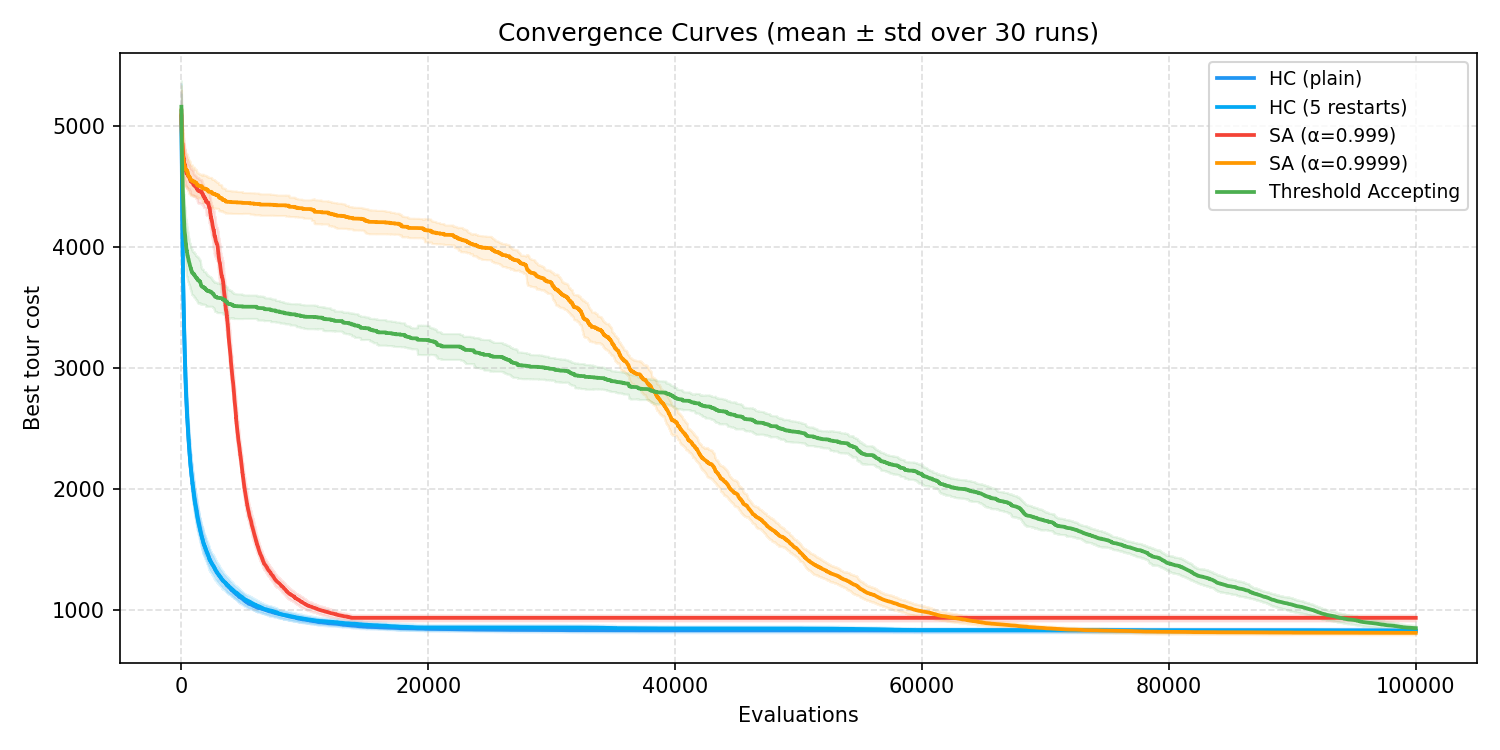 Convergence Curves (mean ± std over 30 runs)
HC (plain)
HC (5 restarts)
SA (α=0.999)
SA (α=0.9999)
Threshold Accepting
Best tour cost
5000
4000
3000
2000
1000
0
20000
40000
60000
80000
100000
Evaluations